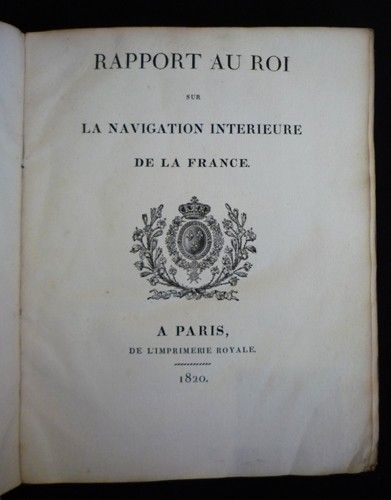 RAPPORT AU ROI
SUR
LA NAVIGATION INTERIEURE
DE LA FRANCE.
A PARIS,
DE L'IMPRIMERIE ROYALE.
1820.